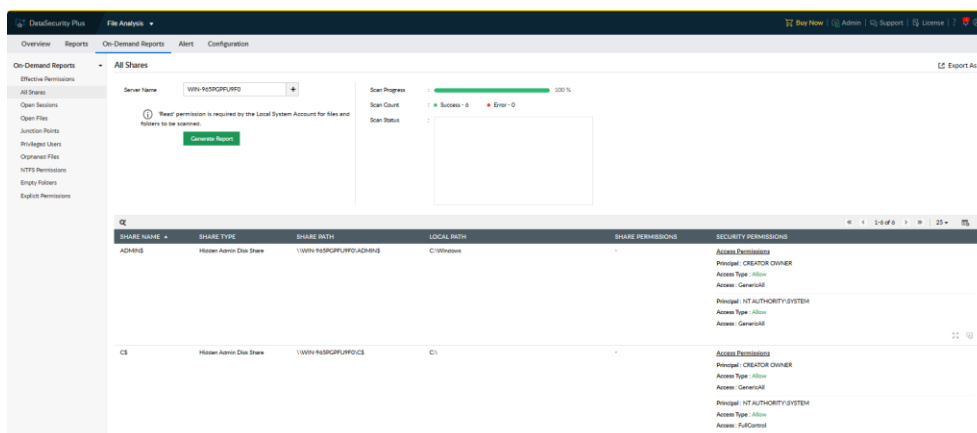 DataSecurity Plus
File Analysis
Buy Now | Admin | Support | License | ?
Overview Reports On-Demand Reports Alert Configuration
On-Demand Reports
Effective Permissions
All Shares
Open Sessions
Open Files
Junction Points
Privileged Users
Orphaned Files
NTFS Permissions
Empty Folders
Explicit Permissions
All Shares
Export As
Server Name WIN-965PGPFU9F0 +
'Read' permission is required by the Local System Account for files and
folders to be scanned.
Generate Report
Scan Progress : 100 %
Scan Count : Success - 6 Error - 0
Scan Status :
1-6 of 6 25
SHARE NAME SHARE TYPE SHARE PATH LOCAL PATH SHARE PERMISSIONS SECURITY PERMISSIONS
ADMIN$ Hidden Admin Disk Share \\WIN-965PGPFU9F0\ADMIN$ C:\Windows - Access Permissions
Principal : CREATOR OWNER
Access Type : Allow
Access : GenericAll
Principal : NT AUTHORITY\SYSTEM
Access Type : Allow
Access : GenericAll
C$ Hidden Admin Disk Share \\WIN-965PGPFU9F0\C$ C:\ - Access Permissions
Principal : CREATOR OWNER
Access Type : Allow
Access : GenericAll
Principal : NT AUTHORITY\SYSTEM
Access Type : Allow
Access : FullControl